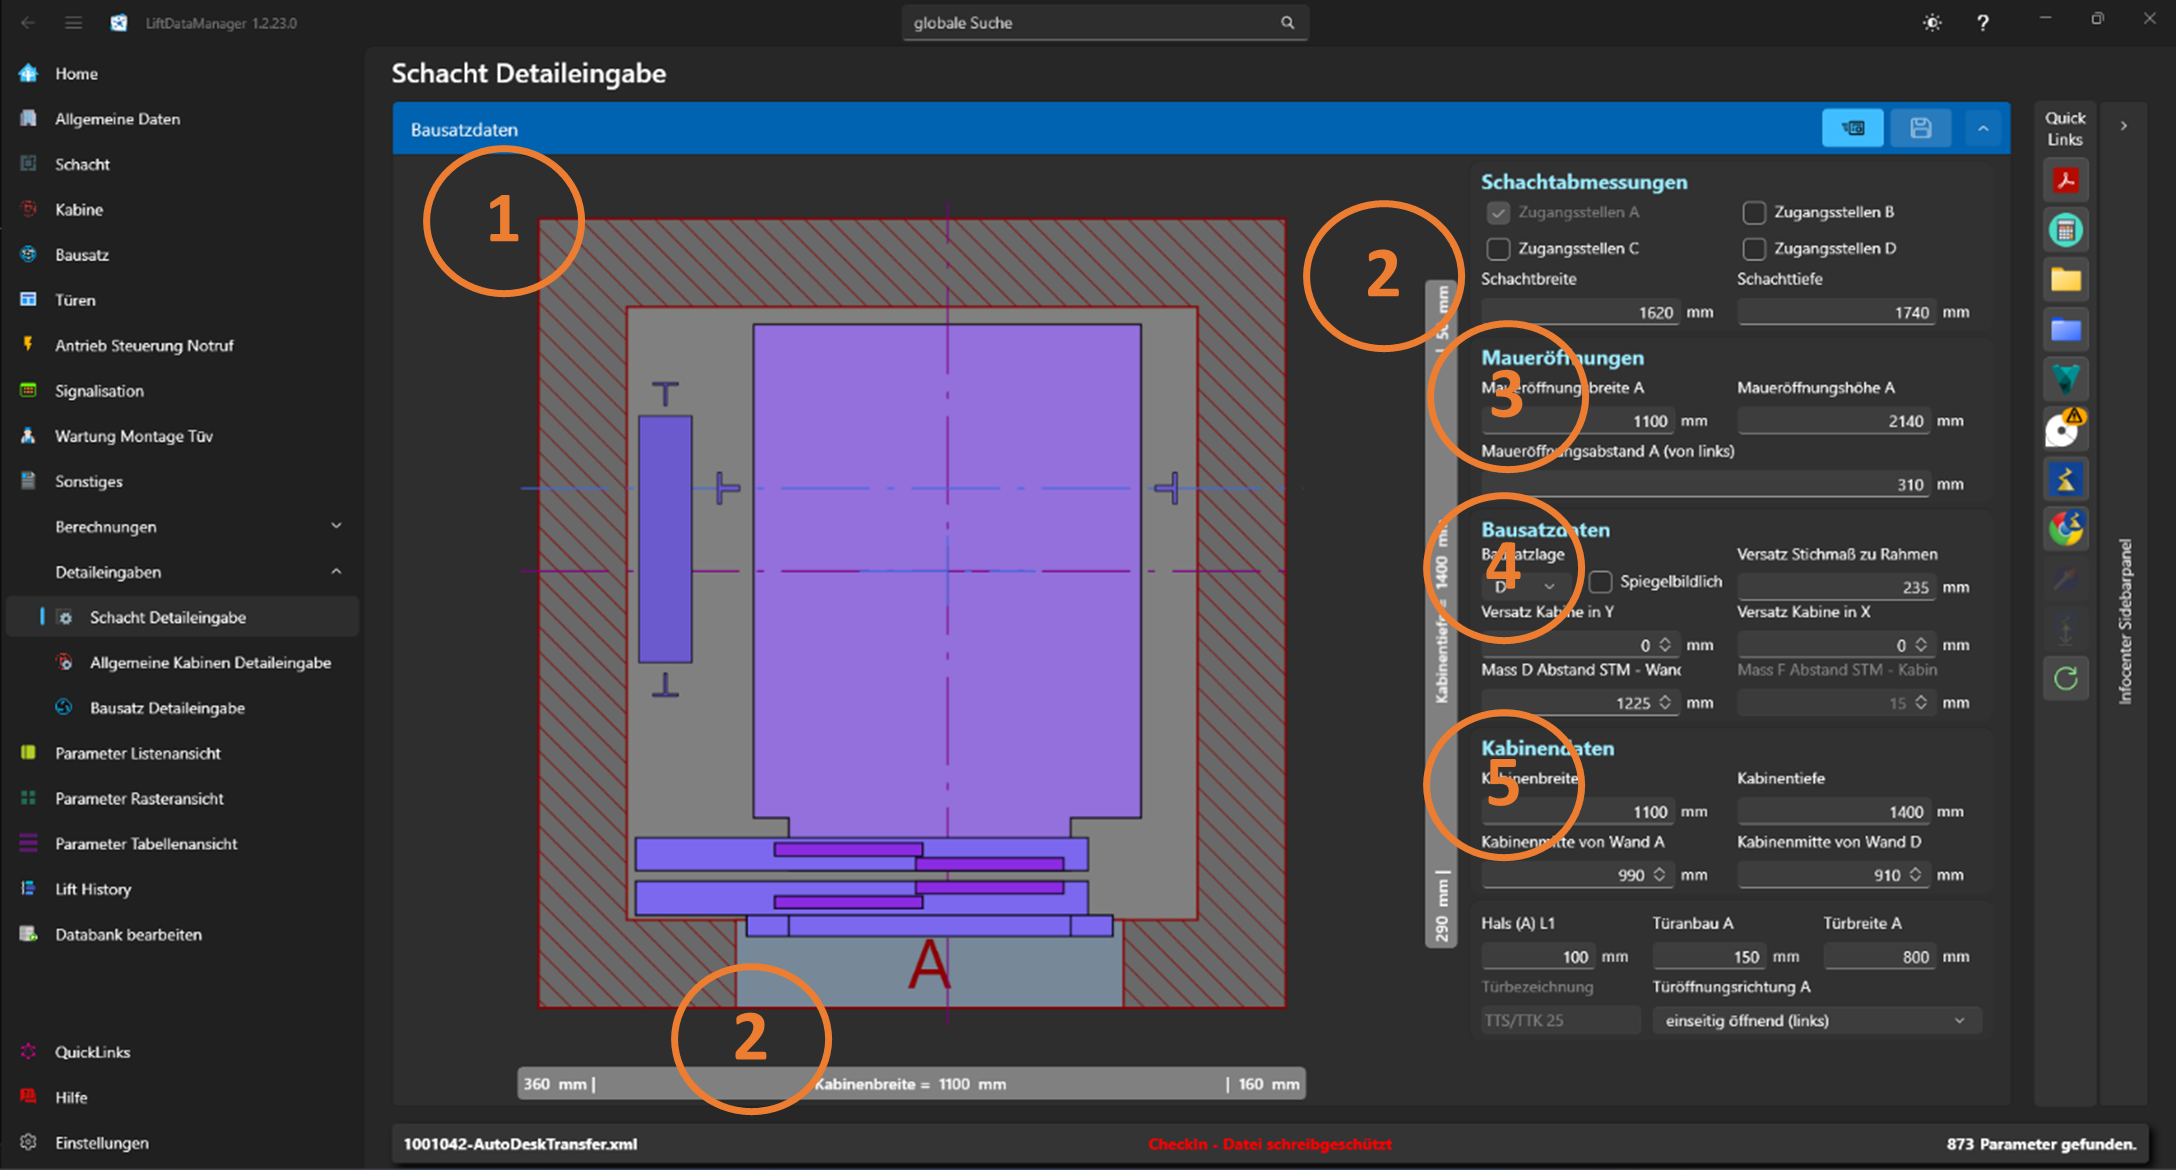 LiftDataManager 1.2.23.0
globale Suche
?
Home
Allgemeine Daten
Schacht
Kabine
Bausatz
Türen
Antrieb Steuerung Notruf
Signalisation
Wartung Montage Tüv
Sonstiges
Berechnungen
Detaileingaben
Schacht Detaileingabe
Allgemeine Kabinen Detaileingabe
Bausatz Detaileingabe
Parameter Listenansicht
Parameter Rasteransicht
Parameter Tabellenansicht
Lift History
Databank bearbeiten
QuickLinks
Hilfe
Einstellungen
Schacht Detaileingabe
Bausatzdaten
1
A
2
360 mm |
Kabinenbreite = 1100 mm
| 160 mm
2
| 50 mm
Kabinentiefe = 1400 mm
290 mm |
Schachtabmessungen
Zugangsstellen A
Zugangsstellen B
Zugangsstellen C
Zugangsstellen D
Schachtbreite
Schachttiefe
1620 mm
1740 mm
Maueröffnungen
3
Maueröffnungsbreite A
Maueröffnungshöhe A
1100 mm
2140 mm
Maueröffnungsabstand A (von links)
310 mm
Bausatzdaten
4
Bausatzlage
Versatz Stichmaß zu Rahmen
D
Spiegelbildlich
235 mm
Versatz Kabine in Y
Versatz Kabine in X
0 mm
0 mm
Mass D Abstand STM - Wand
Mass F Abstand STM - Kabin
1225 mm
15 mm
Kabinendaten
5
Kabinenbreite
Kabinentiefe
1100 mm
1400 mm
Kabinenmitte von Wand A
Kabinenmitte von Wand D
990 mm
910 mm
Hals (A) L1
Türanbau A
Türbreite A
100 mm
150 mm
800 mm
Türbezeichnung
Türöffnungsrichtung A
TTS/TTK 25
einseitig öffnend (links)
Quick
Links
Infocenter Sidebarpanel
1001042-AutoDeskTransfer.xml
CheckIn - Datei schreibgeschützt
873 Parameter gefunden.